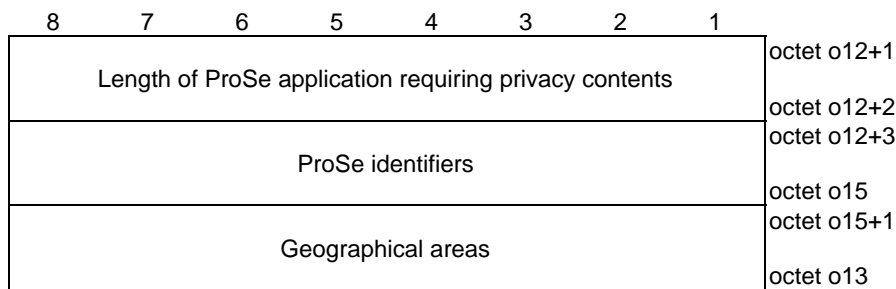 8 7 6 5 4 3 2 1
Length of ProSe application requiring privacy contents
octet o12+1
octet o12+2
ProSe identifiers
octet o12+3
octet o15
Geographical areas
octet o15+1
octet o13